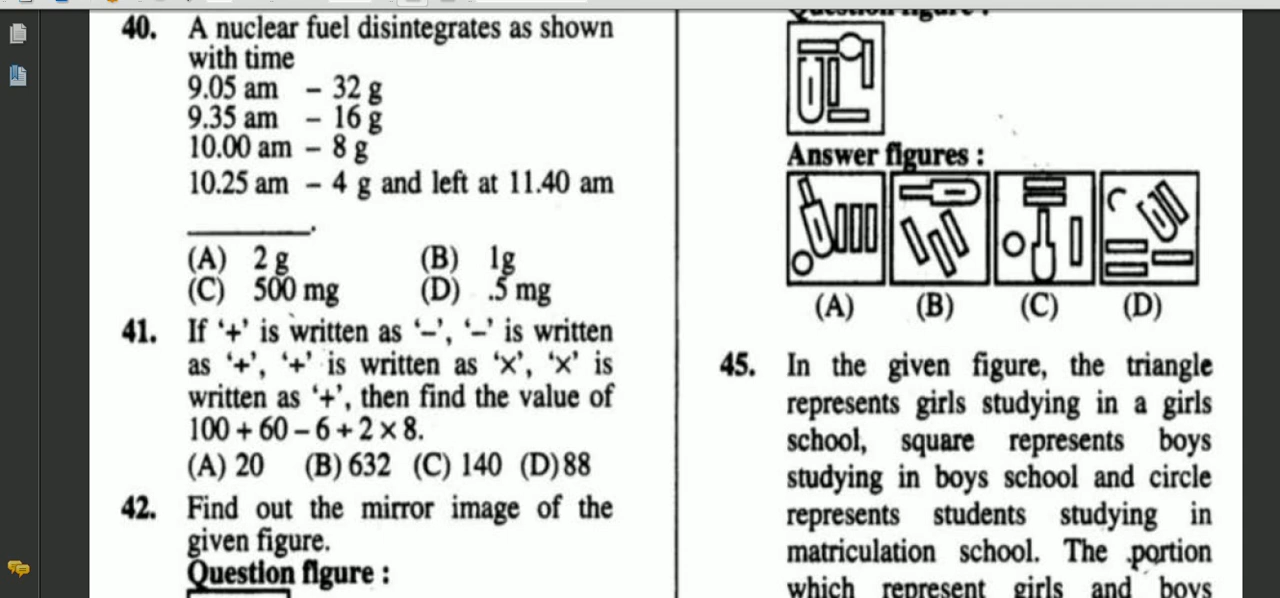 40. A nuclear fuel disintegrates as shown
with time
9.05 am – 32 g
9.35 am – 16 g
10.00 am – 8 g
10.25 am – 4 g and left at 11.40 am
________.
(A) 2 g (B) 1g
(C) 500 mg (D) .5 mg
41. If ‘+’ is written as ‘–’, ‘–’ is written
as ‘+’, ‘+’ is written as ‘×’, ‘×’ is
written as ‘+’, then find the value of
100 + 60 – 6 + 2 × 8.
(A) 20 (B) 632 (C) 140 (D) 88
42. Find out the mirror image of the
given figure.
Question figure :
Question figure :
Answer figures :
(A) (B) (C) (D)
45. In the given figure, the triangle
represents girls studying in a girls
school, square represents boys
studying in boys school and circle
represents students studying in
matriculation school. The portion
which represent girls and boys